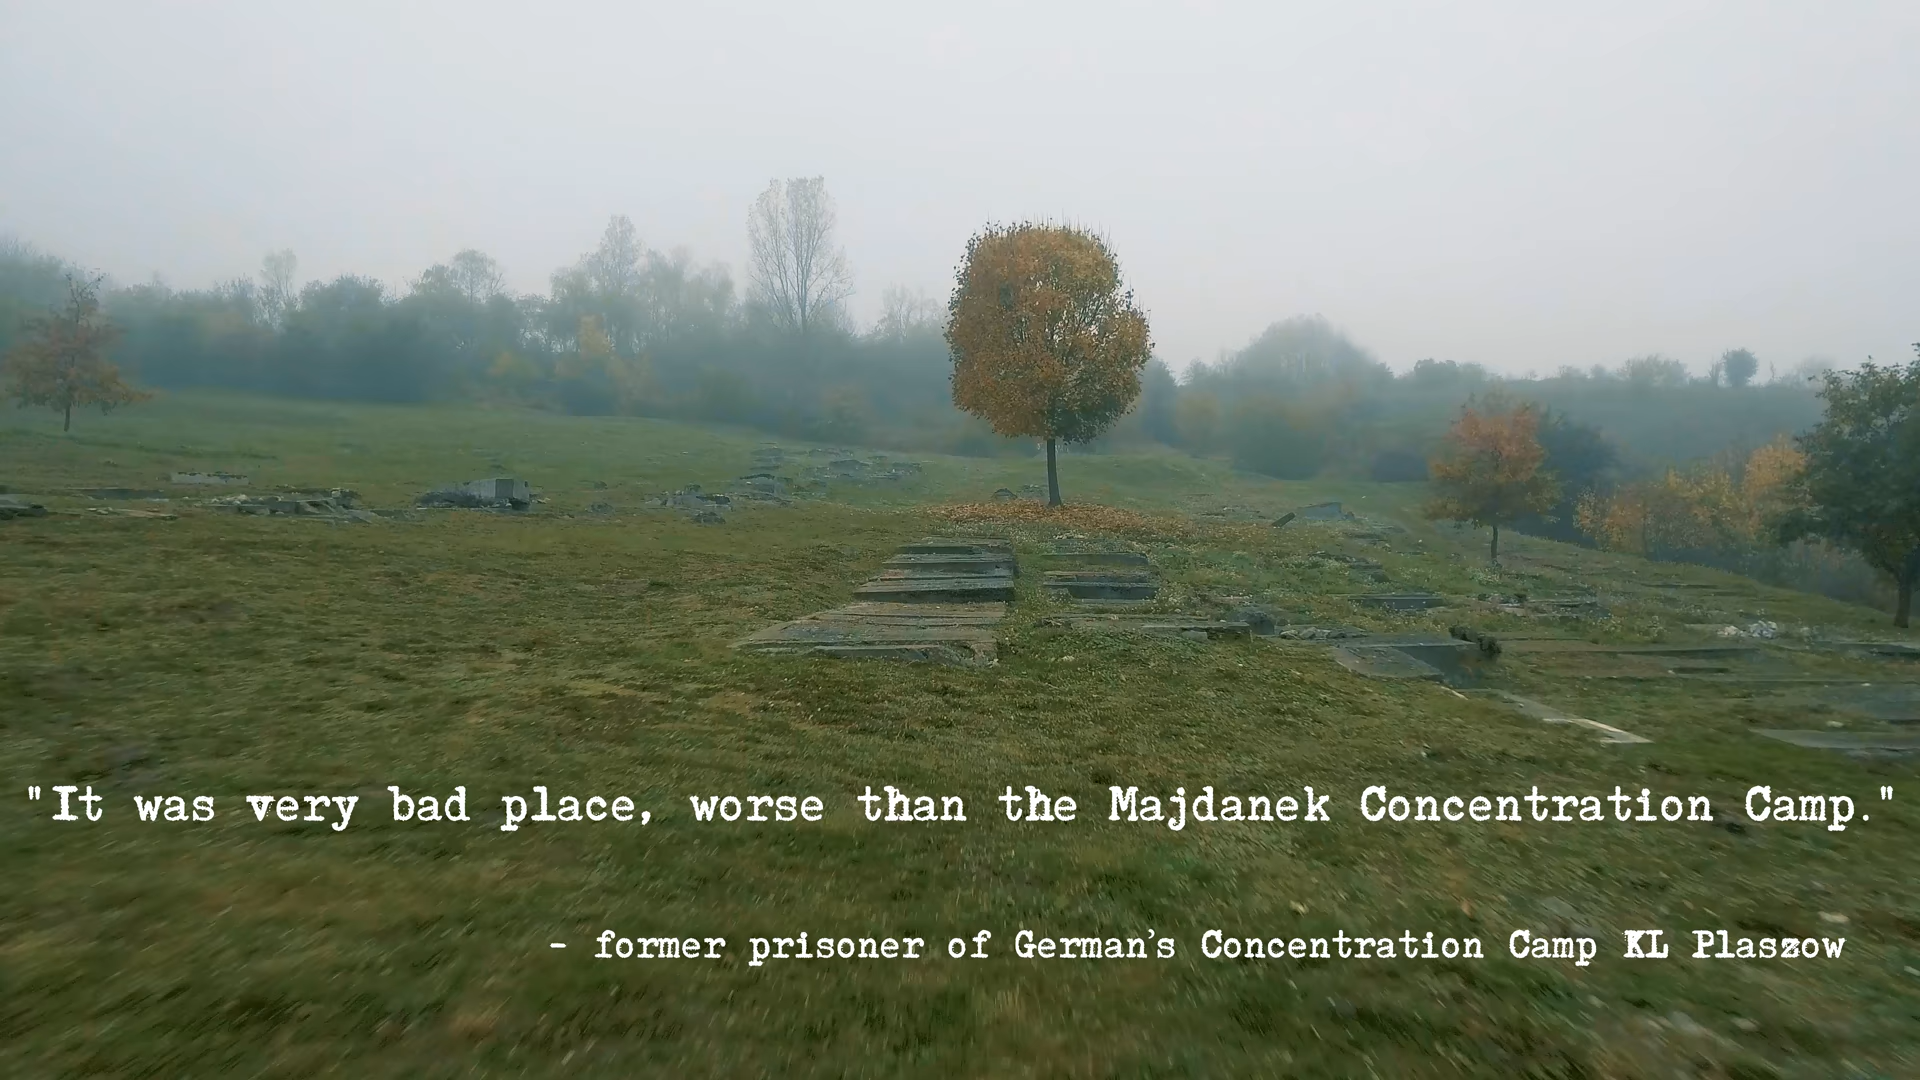 "It was very bad place, worse than the Majdanek Concentration Camp."
- former prisoner of German's Concentration Camp KL Plaszow